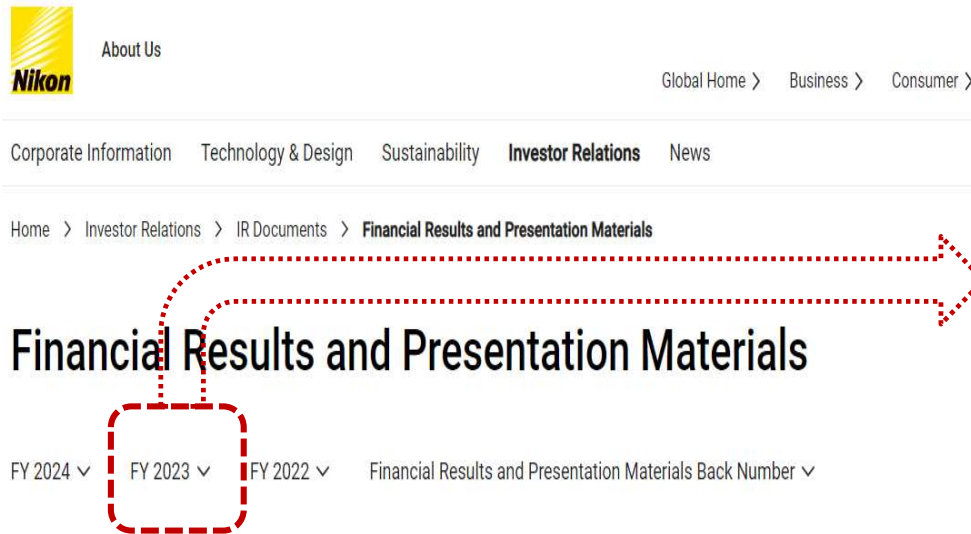 About Us
Nikon
Global Home > Business > Consumer >
Corporate Information Technology & Design Sustainability Investor Relations News
Home > Investor Relations > IR Documents > Financial Results and Presentation Materials
Financial Results and Presentation Materials
FY 2024 FY 2023 FY 2022 Financial Results and Presentation Materials Back Number